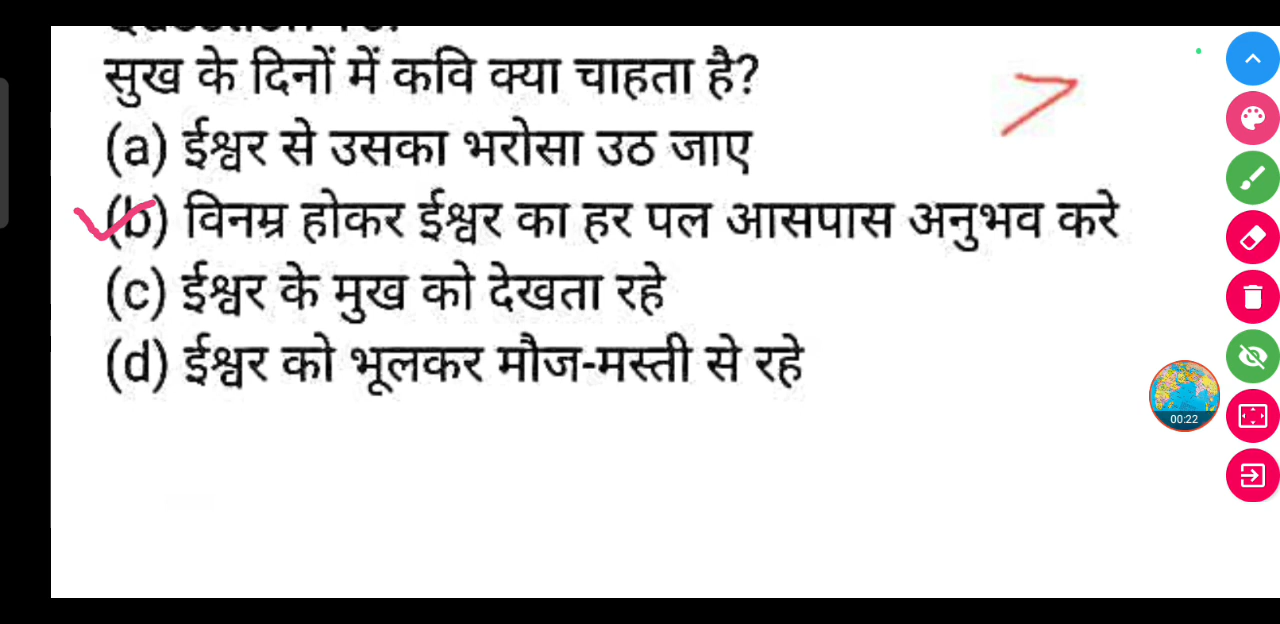 सुख के दिनों में कवि क्या चाहता है?
(a) ईश्वर से उसका भरोसा उठ जाए
(b) विनम्र होकर ईश्वर का हर पल आसपास अनुभव करे
(c) ईश्वर के मुख को देखता रहे
(d) ईश्वर को भूलकर मौज-मस्ती से रहे
00:22